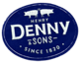 HENRY
DENNY
& SONS
SINCE 1820